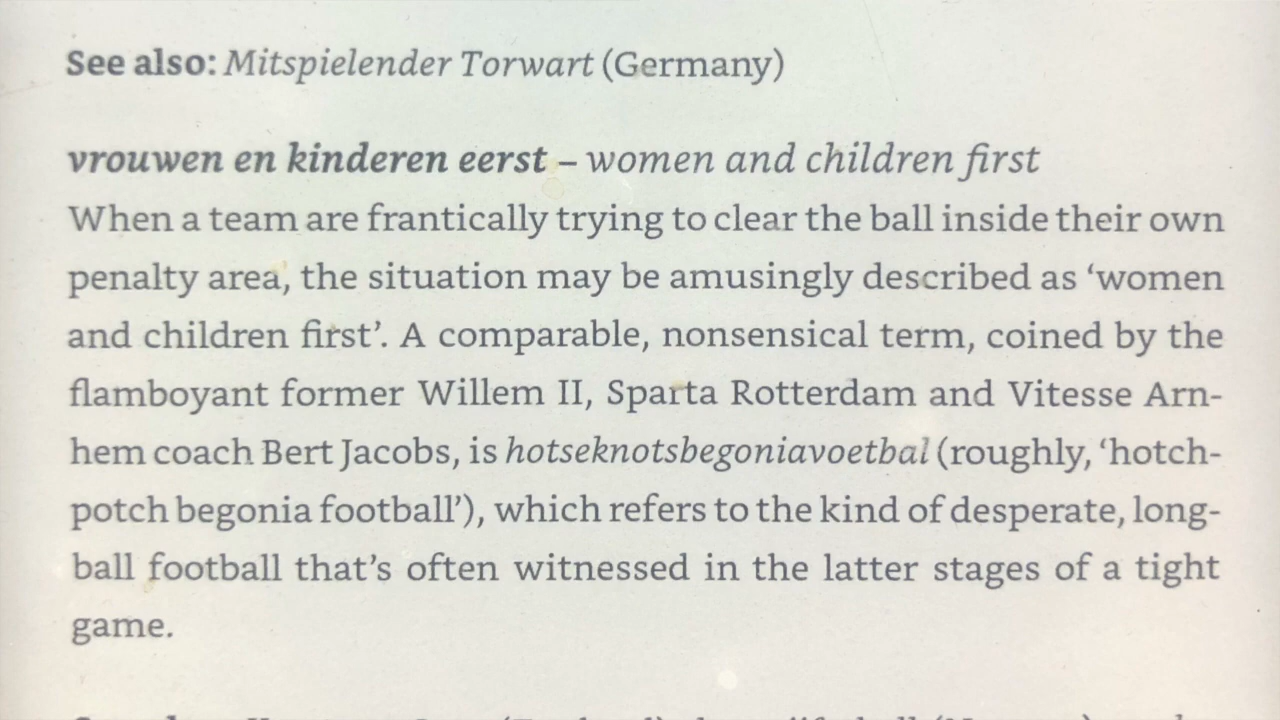 See also: Mitspielender Torwart (Germany)
vrouwen en kinderen eerst – women and children first
When a team are frantically trying to clear the ball inside their own
penalty area, the situation may be amusingly described as ‘women
and children first’. A comparable, nonsensical term, coined by the
flamboyant former Willem II, Sparta Rotterdam and Vitesse Arn-
hem coach Bert Jacobs, is hotseknotsbegoniavoetbal (roughly, ‘hotch-
potch begonia football’), which refers to the kind of desperate, long-
ball football that’s often witnessed in the latter stages of a tight
game.